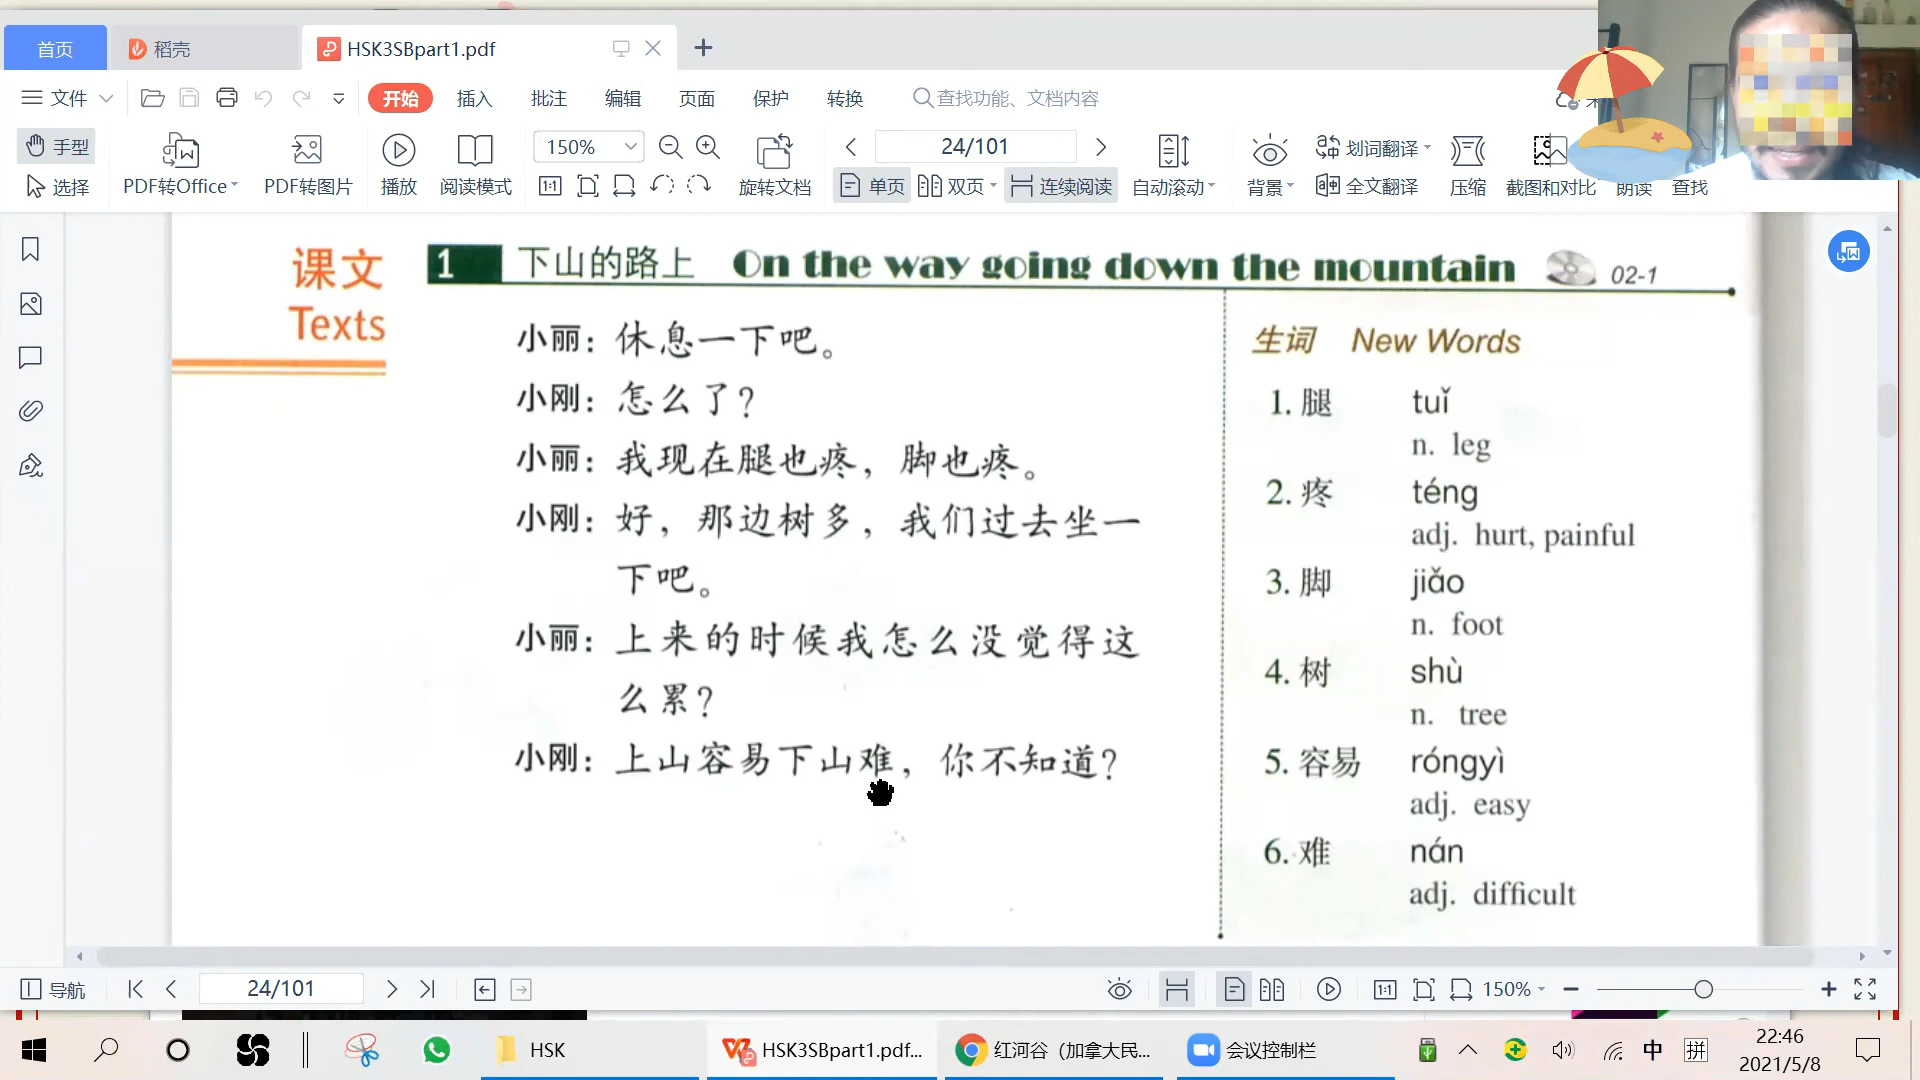 首页
稻壳
HSK3SBpart1.pdf
文件
开始
插入
批注
编辑
页面
保护
转换
查找功能、文档内容
手型
选择
PDF转Office
PDF转图片
播放
阅读模式
150%
旋转文档
24/101
单页
双页
连续阅读
自动滚动
背景
划词翻译
全文翻译
压缩
截图和对比
朗读
查找
课文
Texts
1 下山的路上 On the way going down the mountain 02-1
小丽：休息一下吧。
小刚：怎么了？
小丽：我现在腿也疼，脚也疼。
小刚：好，那边树多，我们过去坐一
下吧。
小丽：上来的时候我怎么没觉得这
么累？
小刚：上山容易下山难，你不知道？
生词 New Words
1. 腿 tuǐ
n. leg
2. 疼 téng
adj. hurt, painful
3. 脚 jiǎo
n. foot
4. 树 shù
n. tree
5. 容易 róngyì
adj. easy
6. 难 nán
adj. difficult
导航
24/101
150%
HSK
HSK3SBpart1.pdf...
红河谷（加拿大民...
会议控制栏
中
拼
22:46
2021/5/8